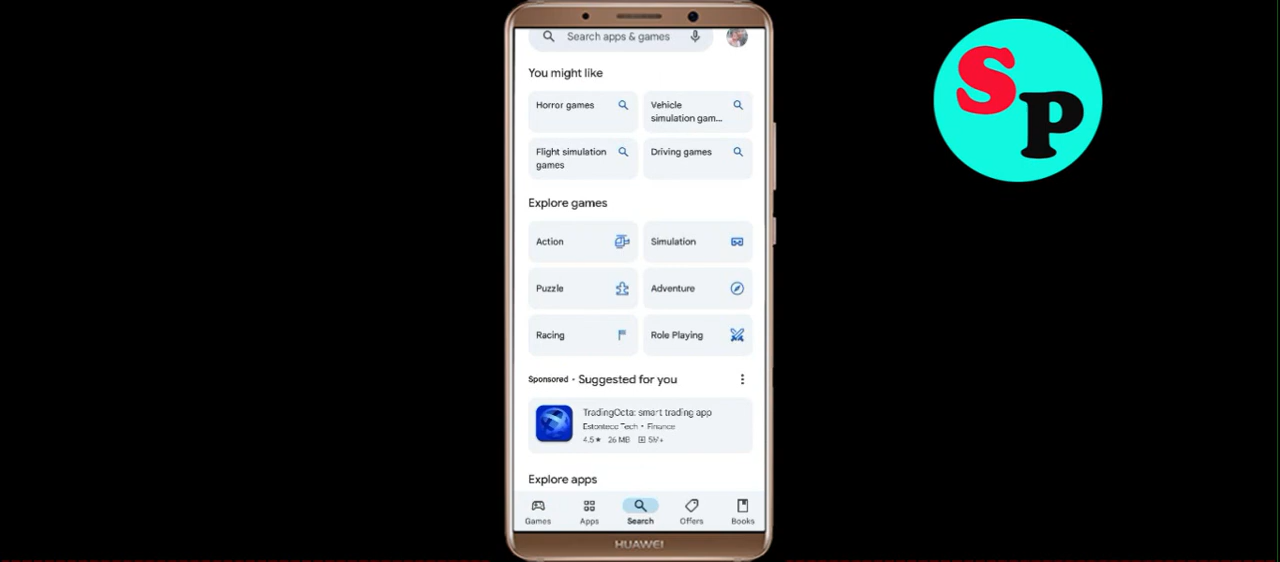 Search apps & games
You might like
Horror games
Vehicle
simulation gam...
Flight simulation
games
Driving games
Explore games
Action
Simulation
Puzzle
Adventure
Racing
Role Playing
Sponsored • Suggested for you
TradingOcta: smart trading app
Estontece Tech • Finance
4.5★ 26 MB 5M+
Explore apps
Games
Apps
Search
Offers
Books
HUAWEI
SP